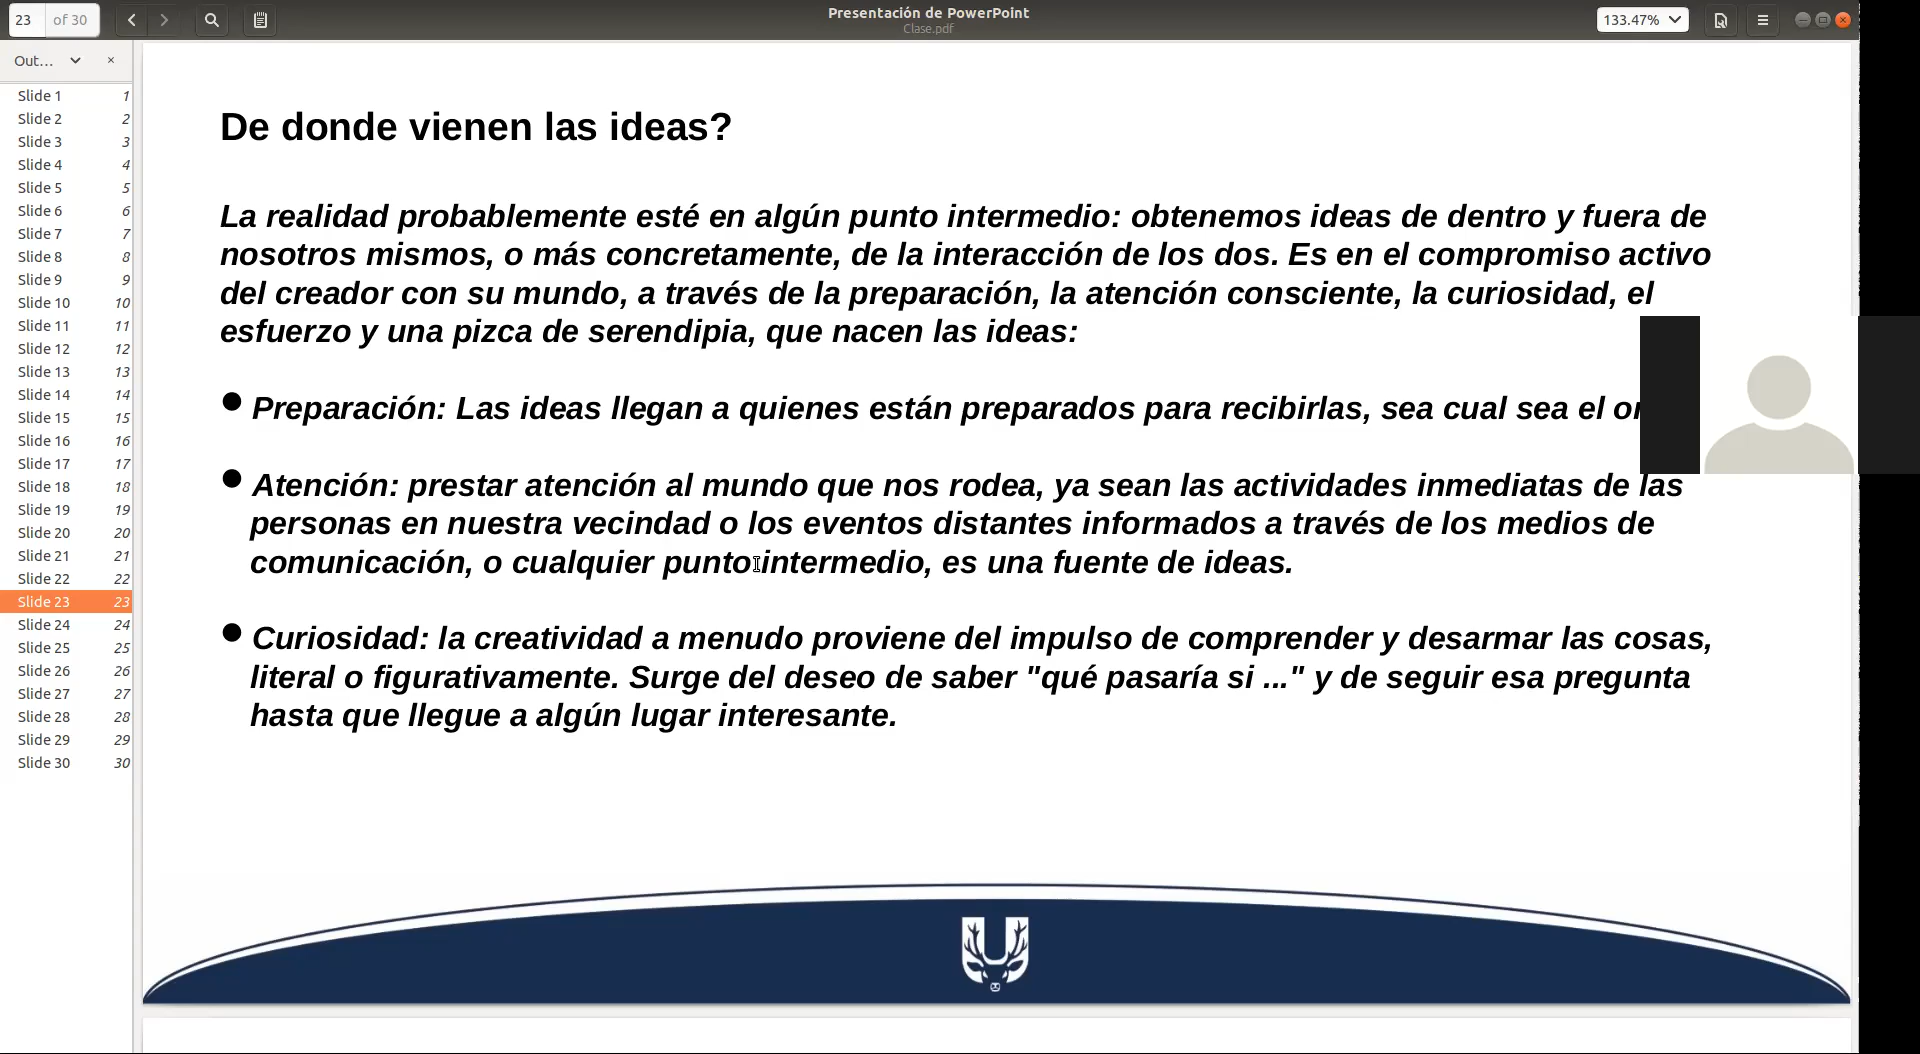 23 of 30
Presentación de PowerPoint
Clase.pdf
133.47%
Out...
Slide 1 1
Slide 2 2
Slide 3 3
Slide 4 4
Slide 5 5
Slide 6 6
Slide 7 7
Slide 8 8
Slide 9 9
Slide 10 10
Slide 11 11
Slide 12 12
Slide 13 13
Slide 14 14
Slide 15 15
Slide 16 16
Slide 17 17
Slide 18 18
Slide 19 19
Slide 20 20
Slide 21 21
Slide 22 22
Slide 23 23
Slide 24 24
Slide 25 25
Slide 26 26
Slide 27 27
Slide 28 28
Slide 29 29
Slide 30 30
De donde vienen las ideas?
La realidad probablemente esté en algún punto intermedio: obtenemos ideas de dentro y fuera de
nosotros mismos, o más concretamente, de la interacción de los dos. Es en el compromiso activo
del creador con su mundo, a través de la preparación, la atención consciente, la curiosidad, el
esfuerzo y una pizca de serendipia, que nacen las ideas:
● Preparación: Las ideas llegan a quienes están preparados para recibirlas, sea cual sea el
● Atención: prestar atención al mundo que nos rodea, ya sean las actividades inmediatas de las
personas en nuestra vecindad o los eventos distantes informados a través de los medios de
comunicación, o cualquier punto intermedio, es una fuente de ideas.
● Curiosidad: la creatividad a menudo proviene del impulso de comprender y desarmar las cosas,
literal o figurativamente. Surge del deseo de saber "qué pasaría si ..." y de seguir esa pregunta
hasta que llegue a algún lugar interesante.
U